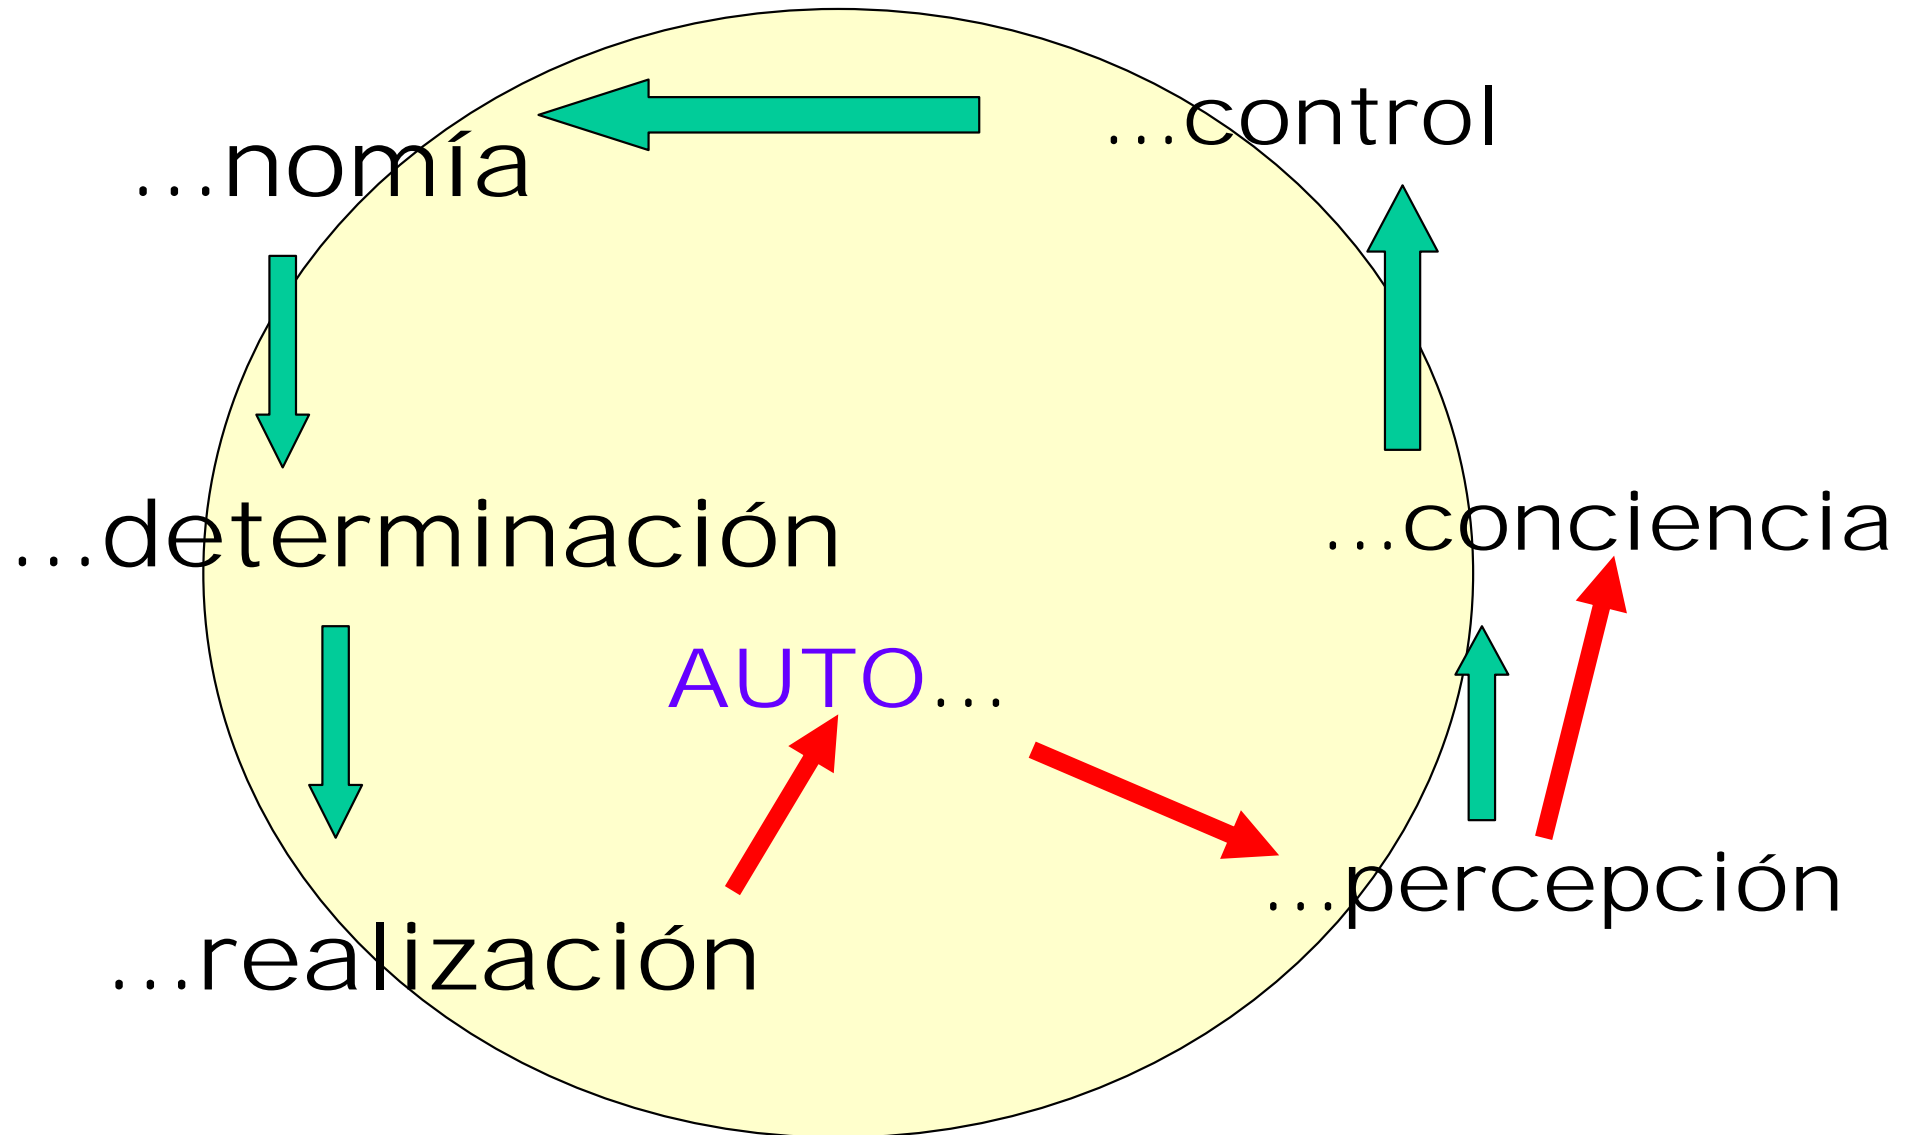 ...control
...nomía
...determinación
...conciencia
AUTO...
...percepción
...realización